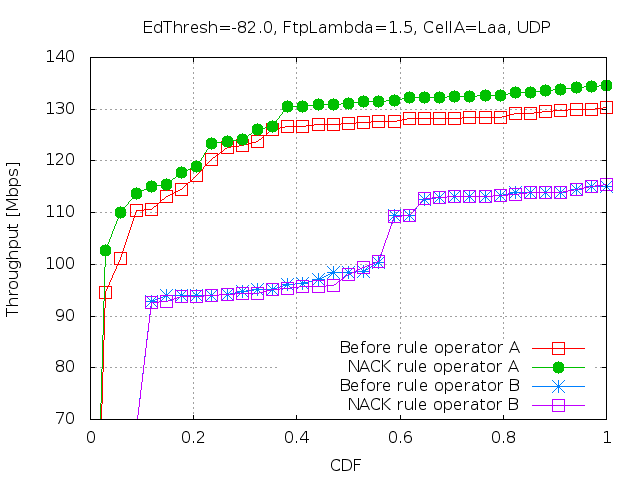 EdThresh=-82.0, FtpLambda=1.5, CellA=Laa, UDP
Throughput [Mbps]
140
130
120
110
100
90
80
70
Before rule operator A
NACK rule operator A
Before rule operator B
NACK rule operator B
0
0.2
0.4
0.6
0.8
1
CDF